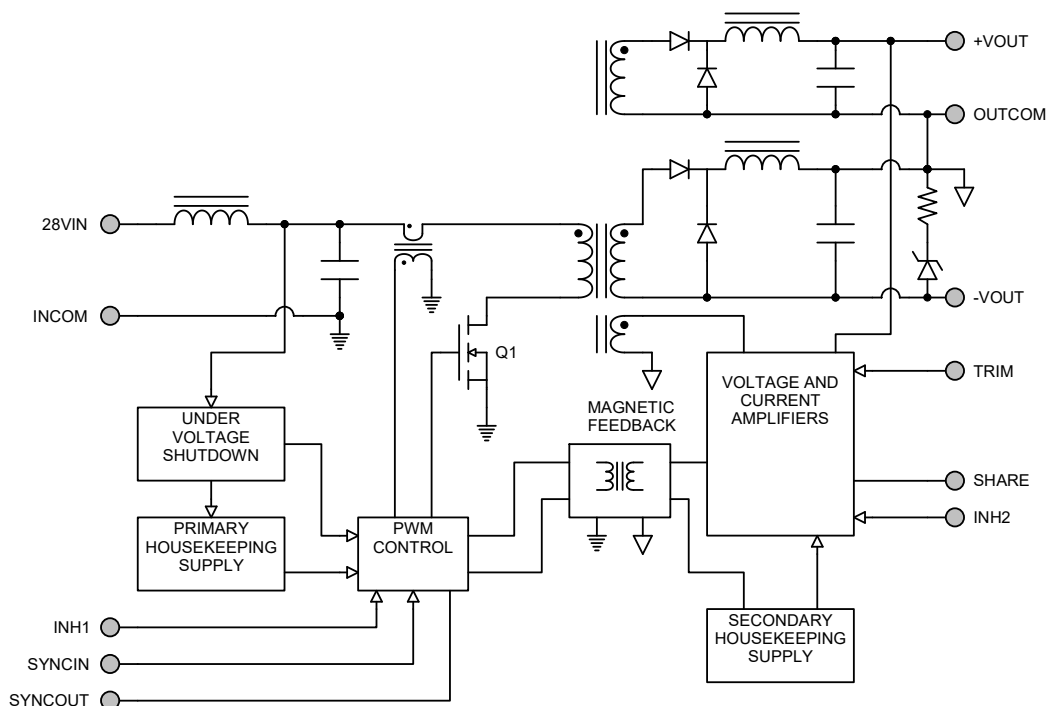 +VOUT
OUTCOM
28VIN
INCOM
-VOUT
Q1
TRIM
VOLTAGE AND
CURRENT
AMPLIFIERS
MAGNETIC
FEEDBACK
UNDER
VOLTAGE
SHUTDOWN
SHARE
INH2
PRIMARY
HOUSEKEEPING
SUPPLY
PWM
CONTROL
INH1
SECONDARY
HOUSEKEEPING
SUPPLY
SYNCIN
SYNCOUT